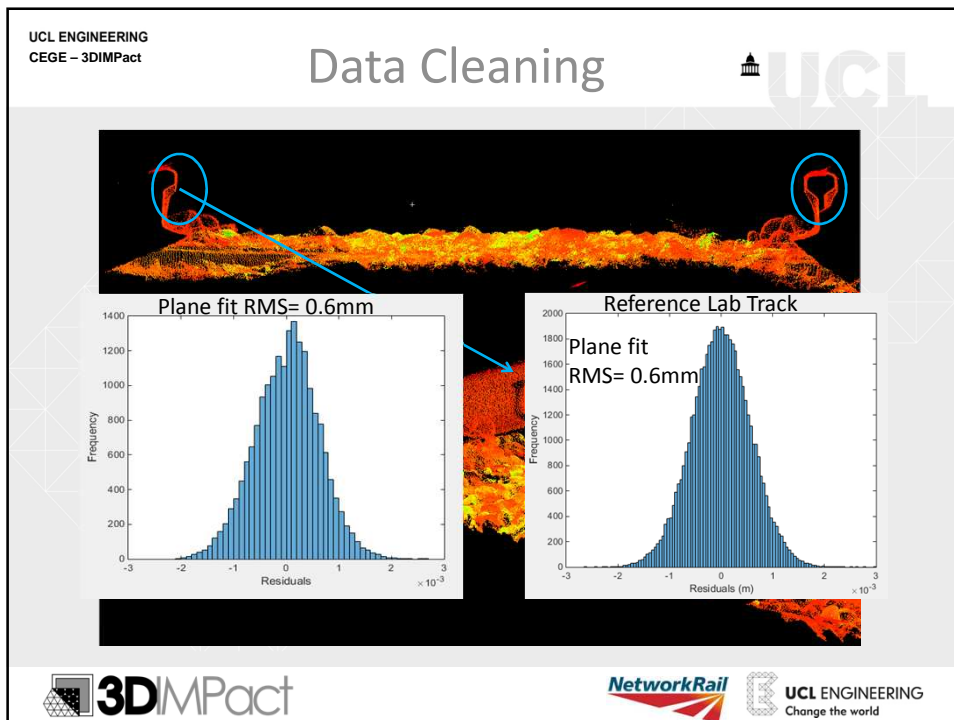 UCL ENGINEERING
CEGE – 3DIMPact
Data Cleaning
UCL
Plane fit RMS= 0.6mm
1400
1200
1000
800
600
400
200
0
Frequency
-3 -2 -1 0 1 2 3
Residuals
×10⁻³
Reference Lab Track
Plane fit
RMS= 0.6mm
2000
1800
1600
1400
1200
1000
800
600
400
200
0
Frequency
-3 -2 -1 0 1 2 3
Residuals (m)
×10⁻³
3DIMPact
NetworkRail
UCL ENGINEERING
Change the world